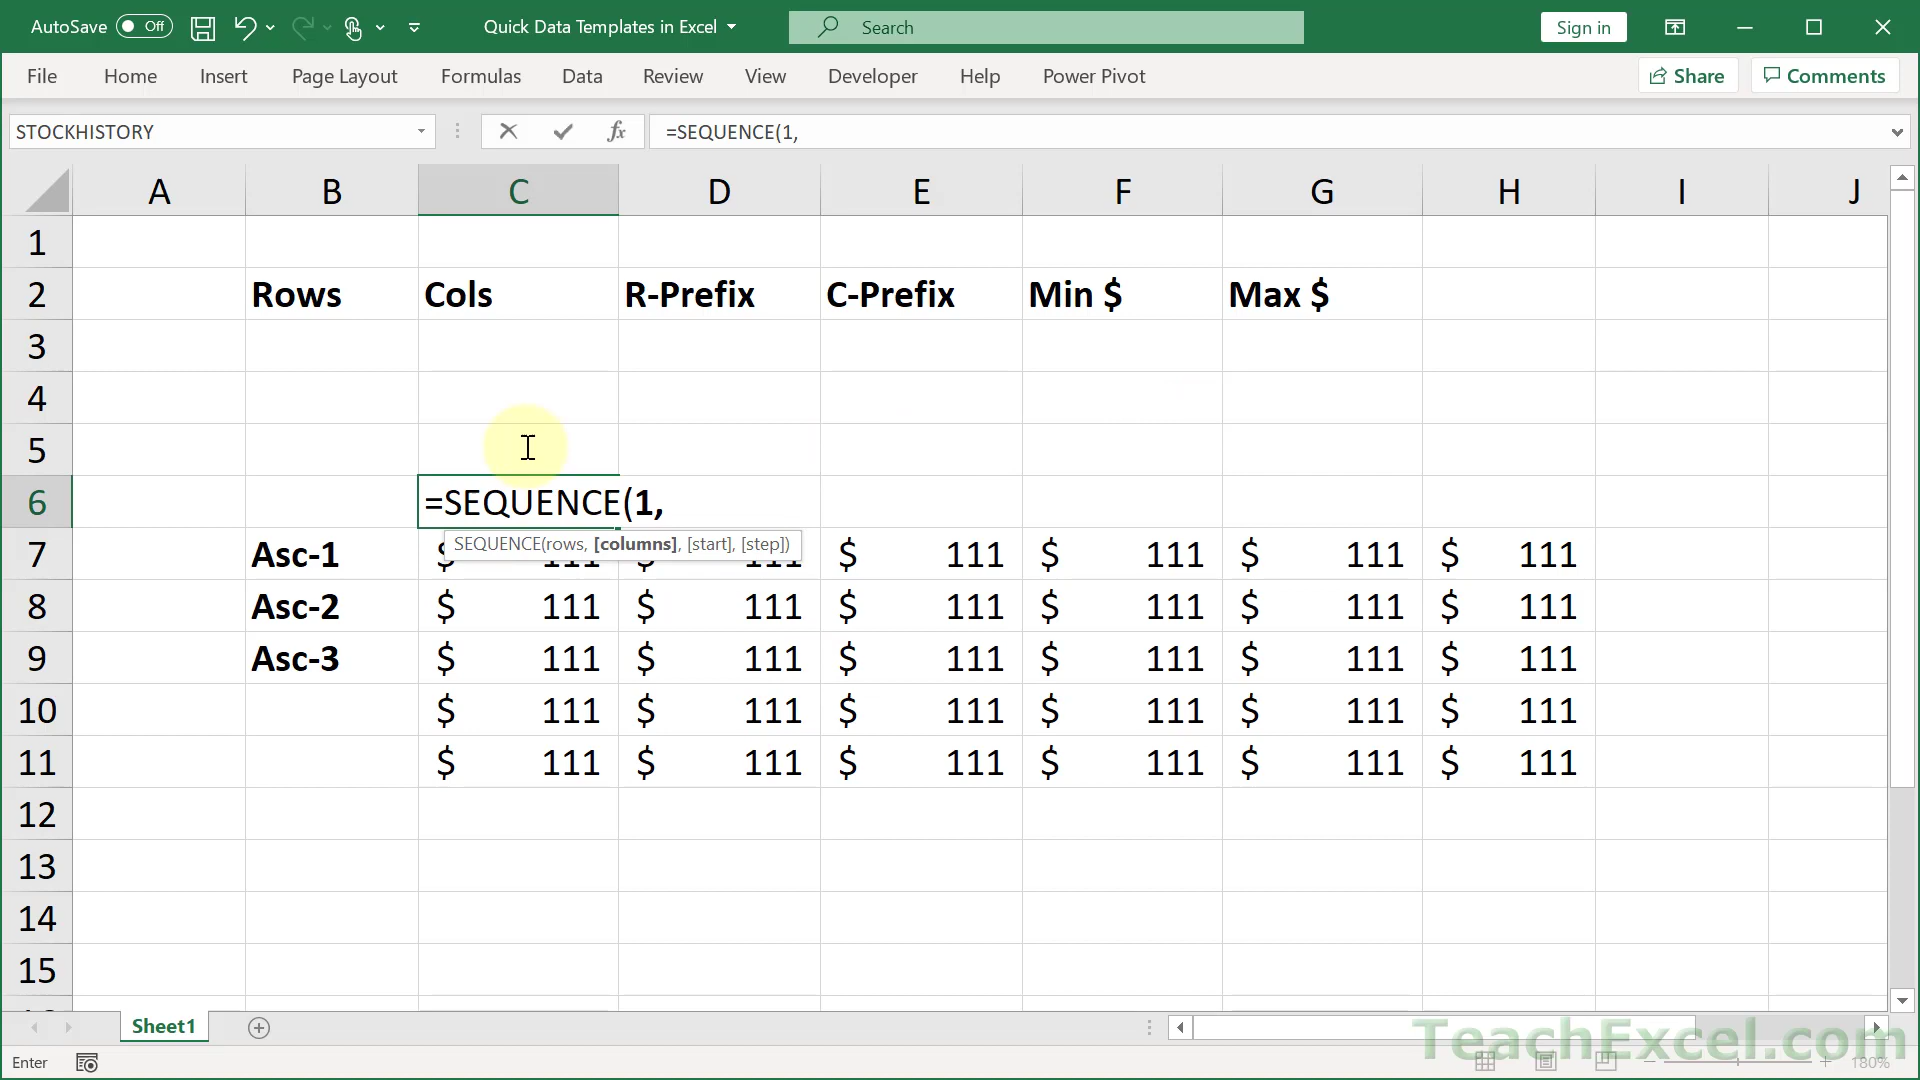 AutoSave Off Quick Data Templates in Excel Search Sign in
File Home Insert Page Layout Formulas Data Review View Developer Help Power Pivot Share Comments
STOCKHISTORY fx =SEQUENCE(1,
A B C D E F G H I J
1
2 Rows Cols R-Prefix C-Prefix Min $ Max $
3
4
5
6 =SEQUENCE(1,
SEQUENCE(rows, [columns], [start], [step])
7 Asc-1 $ 111 111 $ 111 $ 111 $ 111 $ 111
8 Asc-2 $ 111 $ 111 $ 111 $ 111 $ 111 $ 111
9 Asc-3 $ 111 $ 111 $ 111 $ 111 $ 111 $ 111
10 $ 111 $ 111 $ 111 $ 111 $ 111 $ 111
11 $ 111 $ 111 $ 111 $ 111 $ 111 $ 111
12
13
14
15
Sheet1
TeachExcel.com
Enter 180%